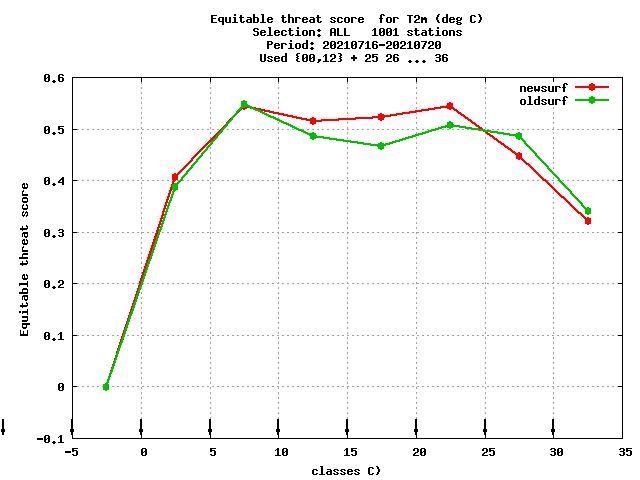 Equitable threat score  for T2m (deg C)
Selection: ALL   1001 stations
Period: 20210716-20210720
Used {00,12} + 25 26 ... 36
newsurf
oldsurf
Equitable threat score
0.6
0.5
0.4
0.3
0.2
0.1
0
-0.1
-5 0 5 10 15 20 25 30 35
classes C)